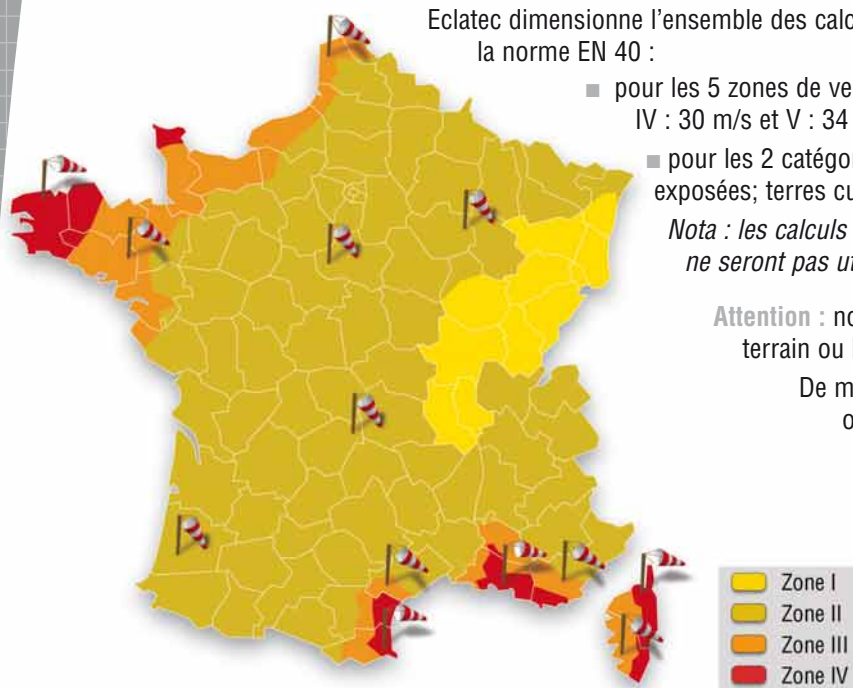 Eclatec dimensionne l’ensemble des calc
la norme EN 40 :
■ pour les 5 zones de ve
IV : 30 m/s et V : 34
■ pour les 2 catégor
exposées; terres cu
Nota : les calculs
ne seront pas ut
Attention : no
terrain ou
De m
o
Zone I
Zone II
Zone III
Zone IV